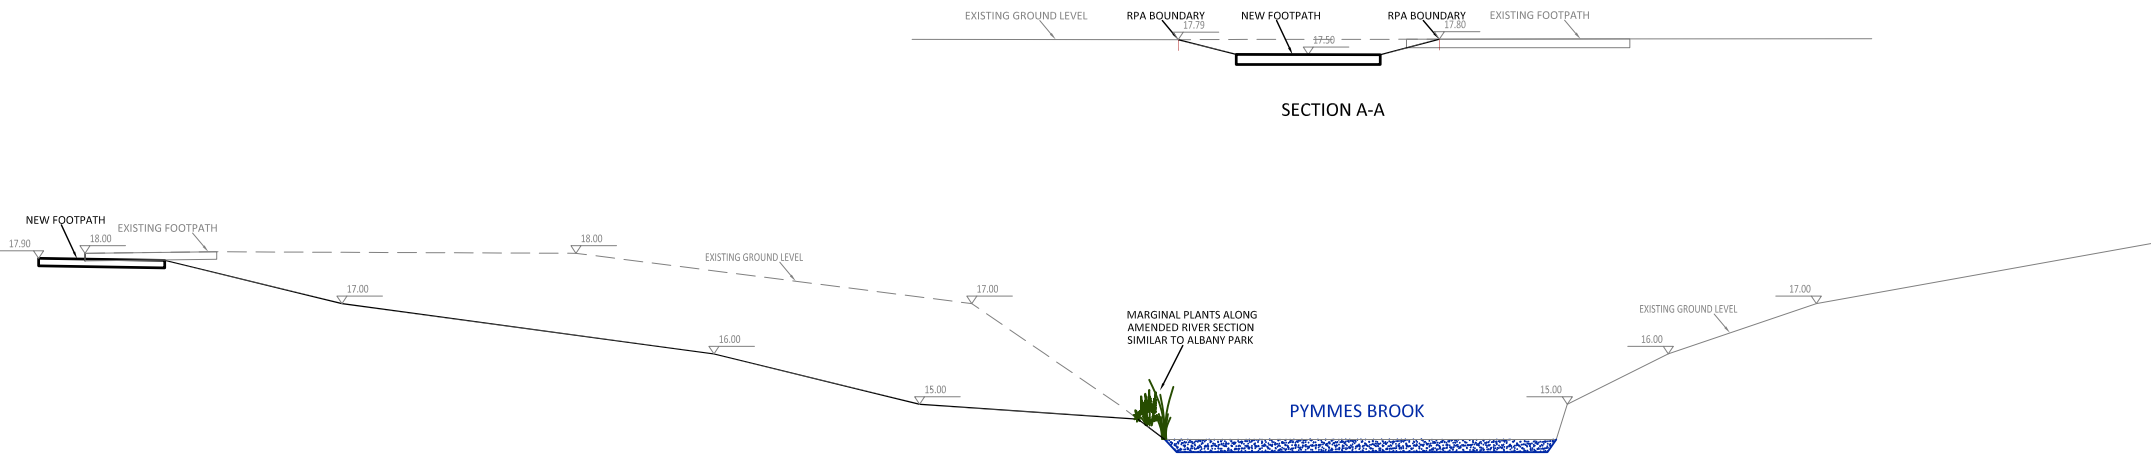 EXISTING GROUND LEVEL
RPA BOUNDARY
NEW FOOTPATH
RPA BOUNDARY
EXISTING FOOTPATH
17.79
17.80
17.50
SECTION A-A
NEW FOOTPATH
EXISTING FOOTPATH
17.90
18.00
18.00
EXISTING GROUND LEVEL
17.00
17.00
17.00
EXISTING GROUND LEVEL
MARGINAL PLANTS ALONG
AMENDED RIVER SECTION
SIMILAR TO ALBANY PARK
16.00
16.00
15.00
15.00
PYMMES BROOK